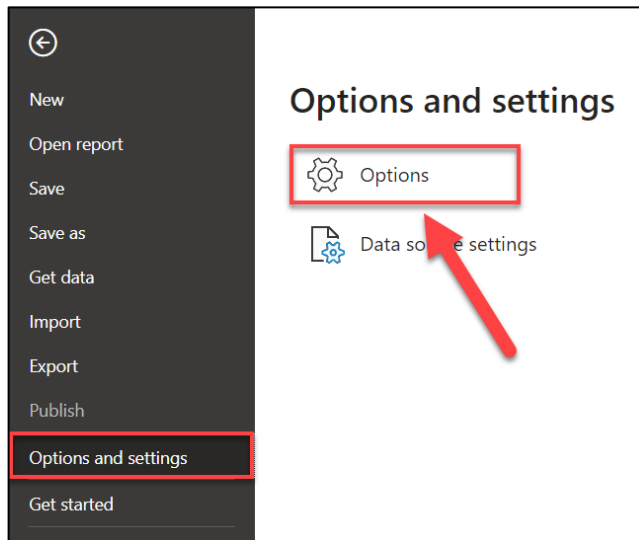 New
Open report
Save
Save as
Get data
Import
Export
Publish
Options and settings
Get started
Options and settings
Options
Data source settings